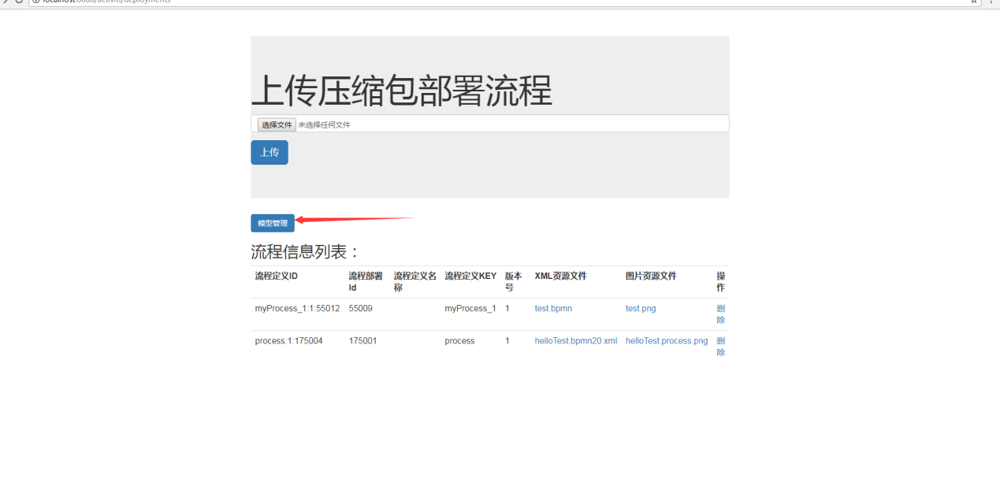 localhost:8080/activiti/deployments
上传压缩包部署流程
选择文件 未选择任何文件
上传
模型管理
流程信息列表：
流程定义ID 流程部署Id 流程定义名称 流程定义KEY 版本号 XML资源文件 图片资源文件 操作
myProcess_1:1:55012 55009 myProcess_1 1 test.bpmn test.png 删除
process:1:175004 175001 process 1 helloTest.bpmn20.xml helloTest.process.png 删除